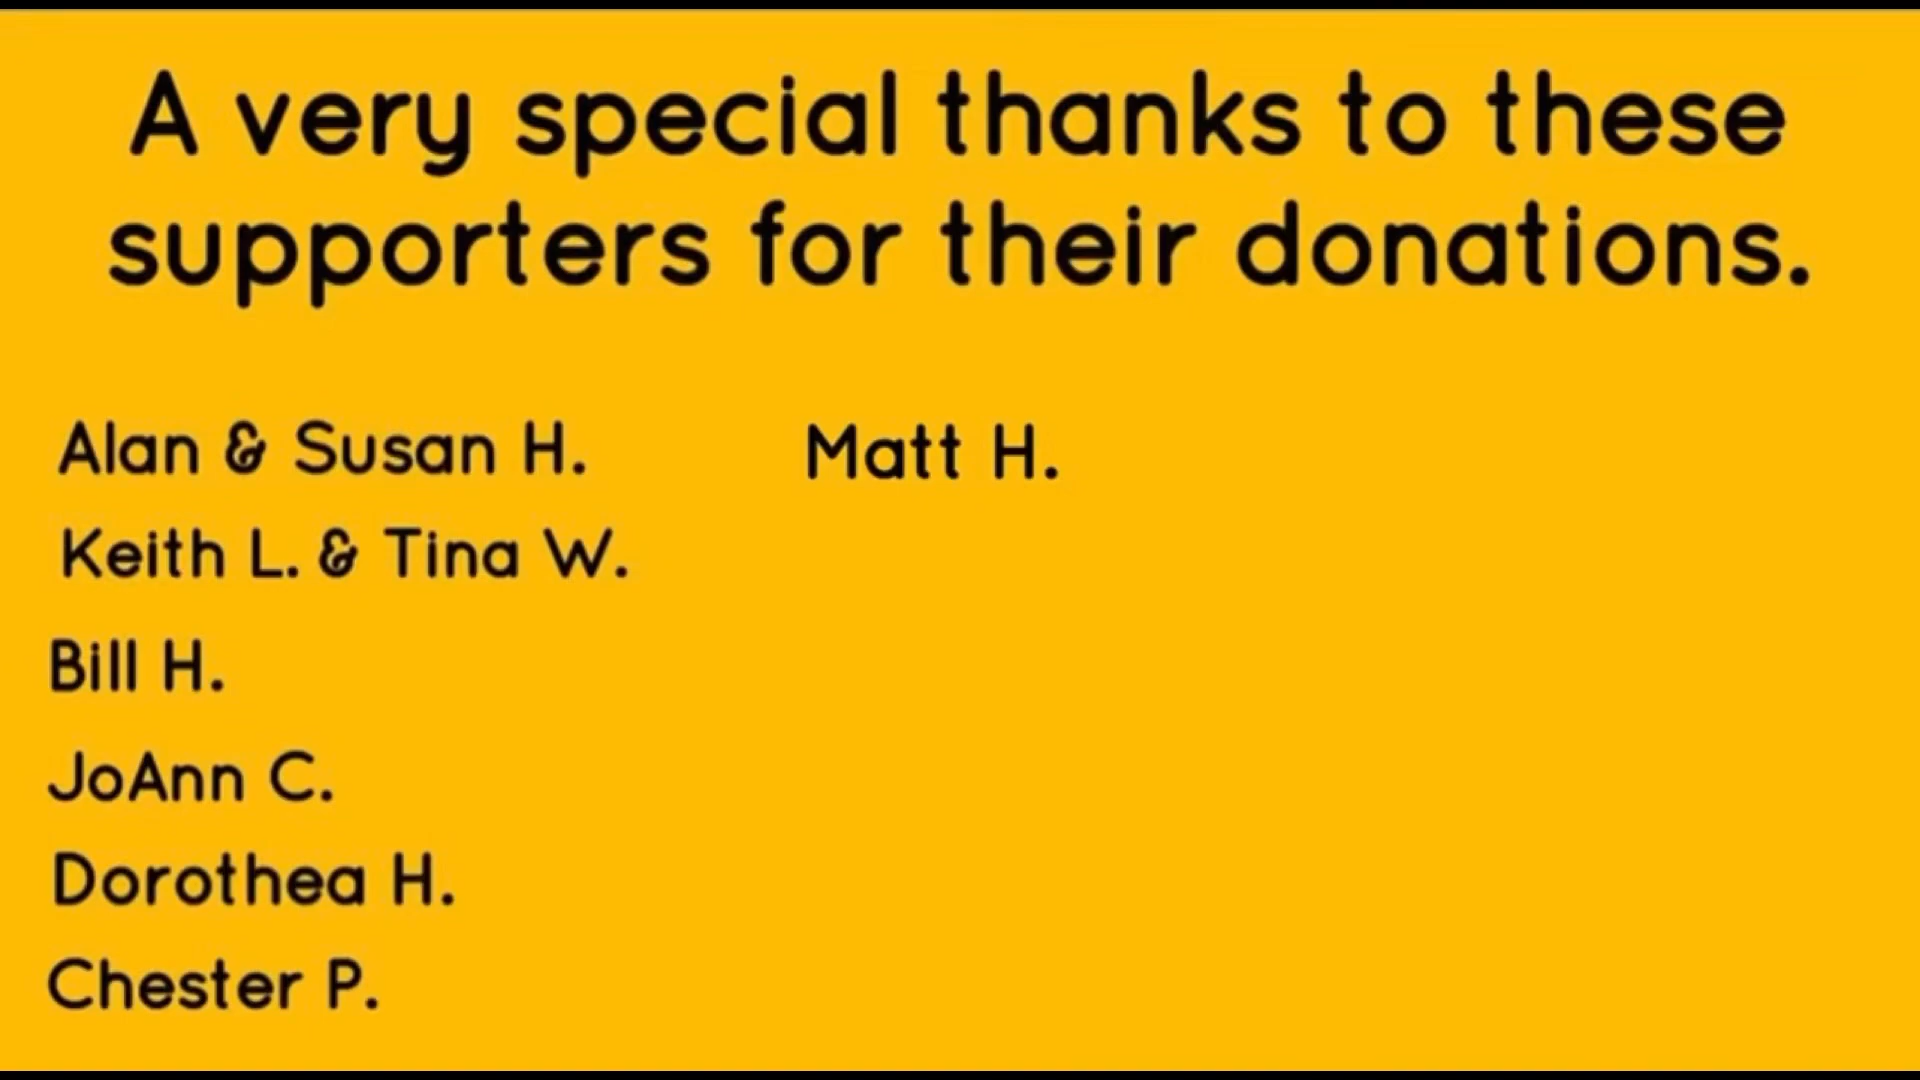 A very special thanks to these
supporters for their donations.
Alan & Susan H.
Keith L. & Tina W.
Bill H.
JoAnn C.
Dorothea H.
Chester P.
Matt H.